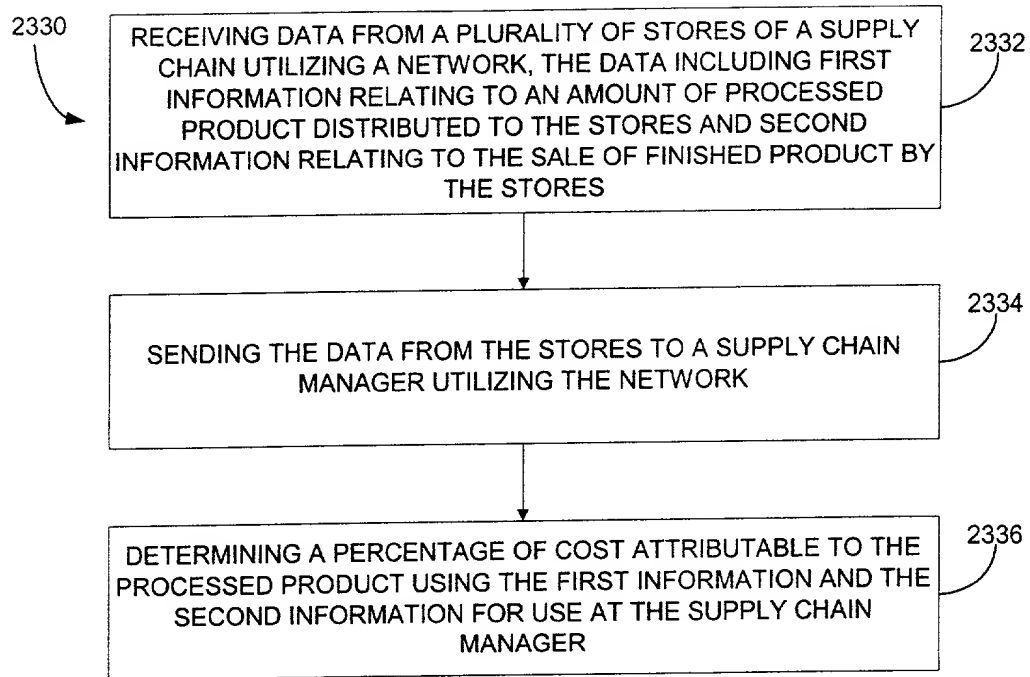 2330
RECEIVING DATA FROM A PLURALITY OF STORES OF A SUPPLY
CHAIN UTILIZING A NETWORK, THE DATA INCLUDING FIRST
INFORMATION RELATING TO AN AMOUNT OF PROCESSED
PRODUCT DISTRIBUTED TO THE STORES AND SECOND
INFORMATION RELATING TO THE SALE OF FINISHED PRODUCT BY
THE STORES
2332
SENDING THE DATA FROM THE STORES TO A SUPPLY CHAIN
MANAGER UTILIZING THE NETWORK
2334
DETERMINING A PERCENTAGE OF COST ATTRIBUTABLE TO THE
PROCESSED PRODUCT USING THE FIRST INFORMATION AND THE
SECOND INFORMATION FOR USE AT THE SUPPLY CHAIN
MANAGER
2336